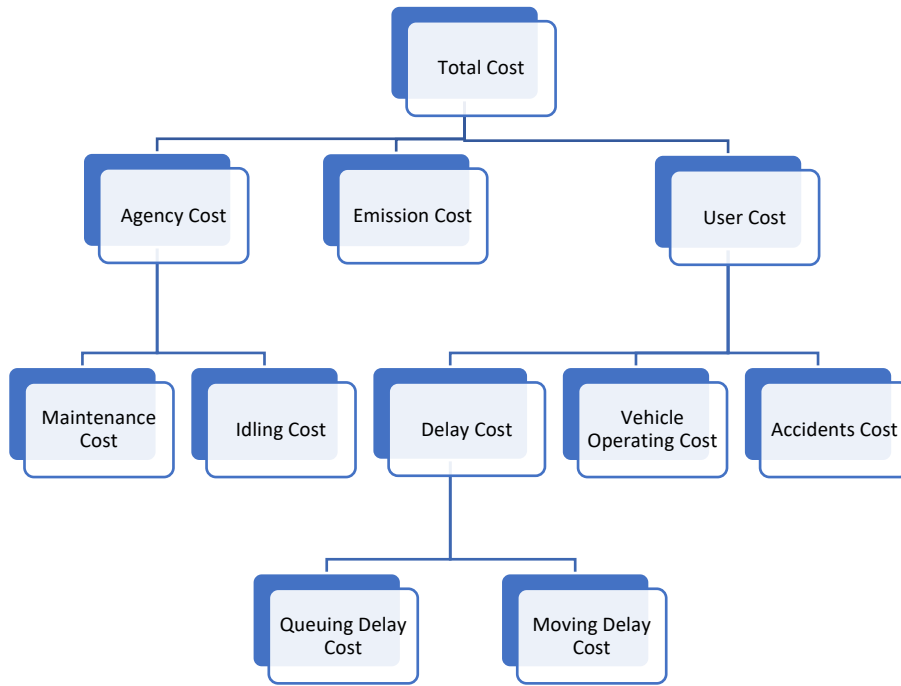 Total Cost
Agency Cost
Emission Cost
User Cost
Maintenance
Cost
Idling Cost
Delay Cost
Vehicle
Operating Cost
Accidents Cost
Queuing Delay
Cost
Moving Delay
Cost